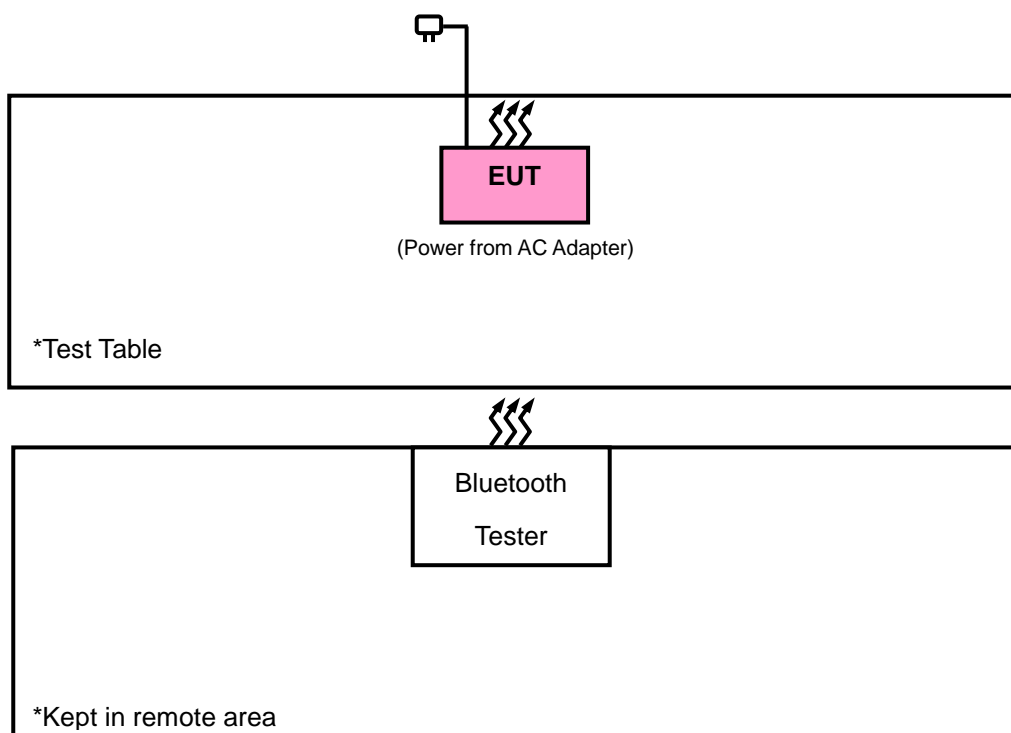 EUT
(Power from AC Adapter)
*Test Table
Bluetooth
Tester
*Kept in remote area